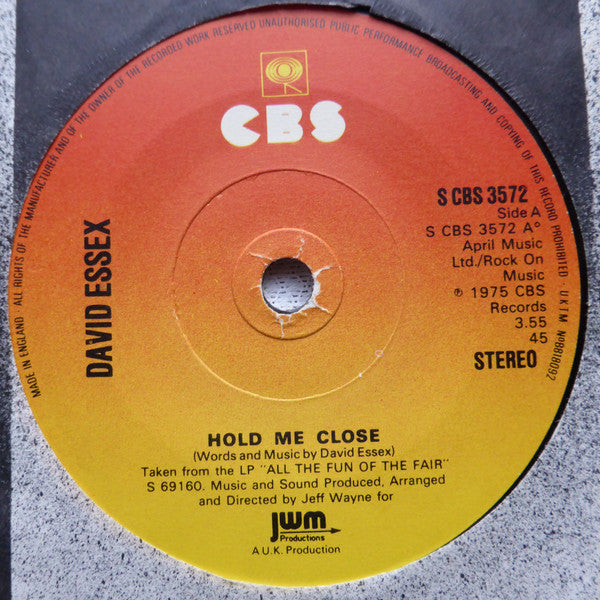 MADE IN ENGLAND · ALL RIGHTS OF THE MANUFACTURER AND OF THE OWNER OF THE RECORDED WORK RESERVED UNAUTHORISED PUBLIC PERFORMANCE BROADCASTING AND COPYING OF THIS RECORD PROHIBITED · U K T M Nº8818092
CBS
DAVID ESSEX
S CBS 3572
Side A
S CBS 3572 A°
April Music
Ltd./Rock On
Music
℗ 1975 CBS
Records
3.55
45
STEREO
HOLD ME CLOSE
(Words and Music by David Essex)
Taken from the LP "ALL THE FUN OF THE FAIR"
S 69160. Music and Sound Produced, Arranged
and Directed by Jeff Wayne for
jwm
Productions
A U.K. Production